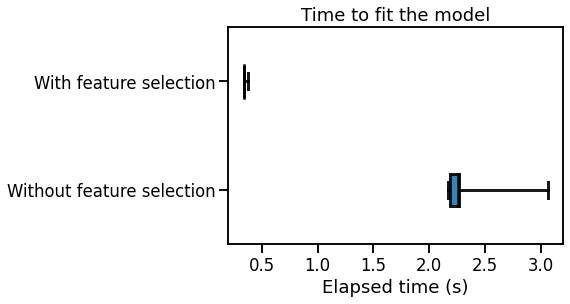 Time to fit the model
With feature selection
Without feature selection
0.5 1.0 1.5 2.0 2.5 3.0
Elapsed time (s)